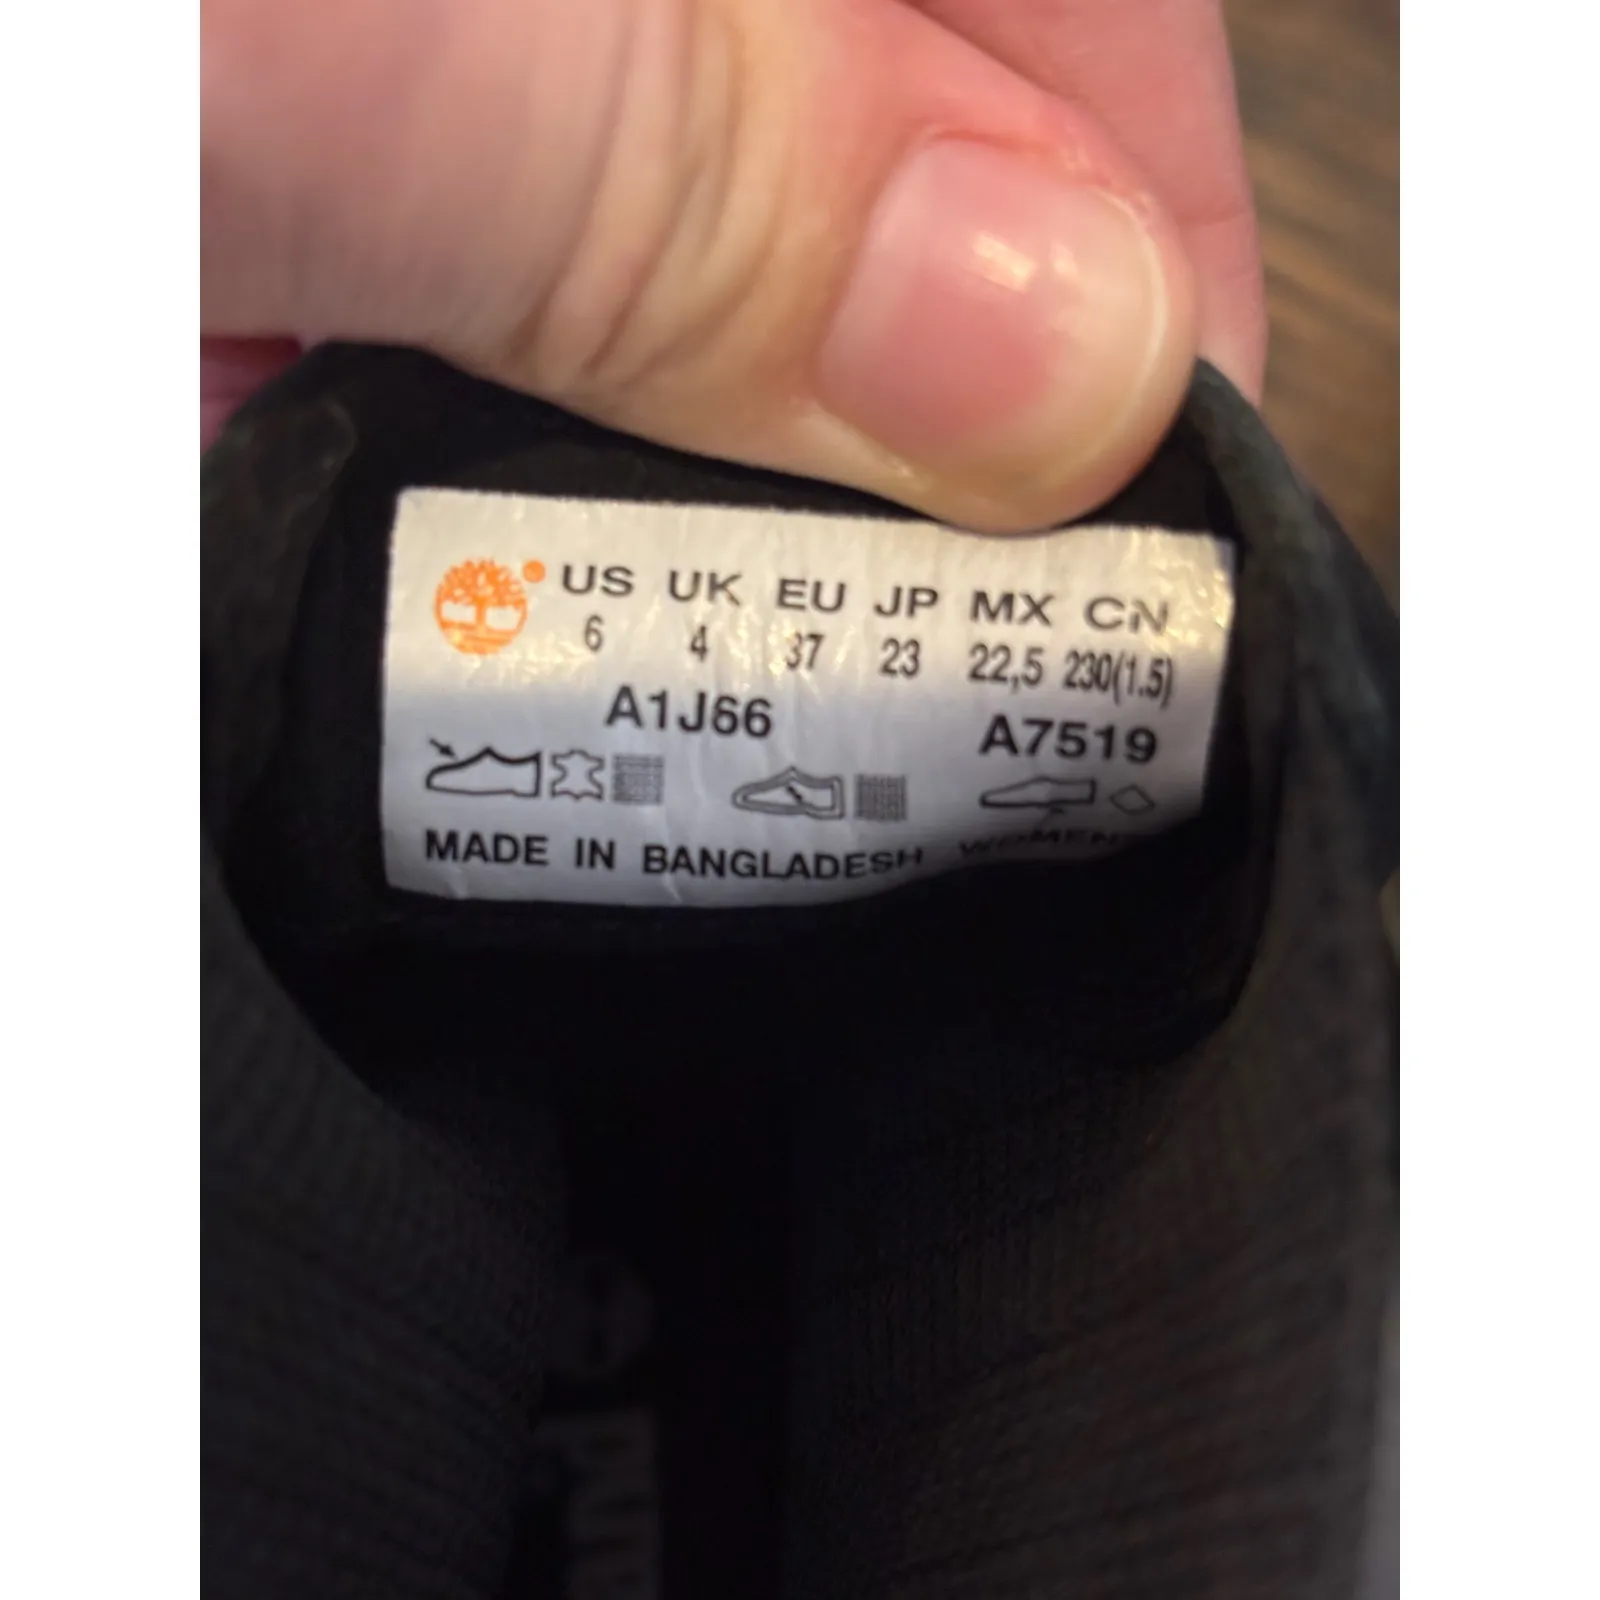 US UK EU JP MX CN
6 4 37 23 22,5 230(1.5)
A1J66 A7519
MADE IN BANGLADESH WOMEN